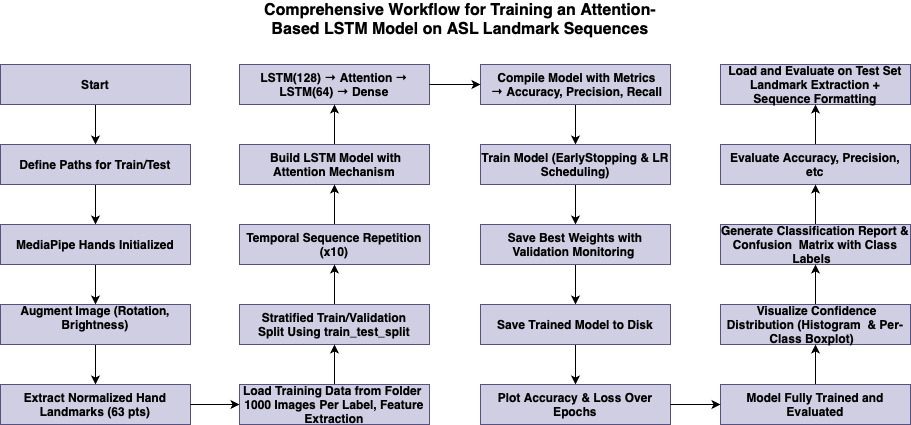 Comprehensive Workflow for Training an Attention-
Based LSTM Model on ASL Landmark Sequences
Start
Define Paths for Train/Test
MediaPipe Hands Initialized
Augment Image (Rotation,
Brightness)
Extract Normalized Hand
Landmarks (63 pts)
Load Training Data from Folder
1000 Images Per Label, Feature
Extraction
Stratified Train/Validation
Split Using train_test_split
Temporal Sequence Repetition
(x10)
Build LSTM Model with
Attention Mechanism
LSTM(128) → Attention →
LSTM(64) → Dense
Compile Model with Metrics
→ Accuracy, Precision, Recall
Train Model (EarlyStopping & LR
Scheduling)
Save Best Weights with
Validation Monitoring
Save Trained Model to Disk
Plot Accuracy & Loss Over
Epochs
Model Fully Trained and
Evaluated
Visualize Confidence
Distribution (Histogram & Per-
Class Boxplot)
Generate Classification Report &
Confusion Matrix with Class
Labels
Evaluate Accuracy, Precision,
etc
Load and Evaluate on Test Set
Landmark Extraction +
Sequence Formatting